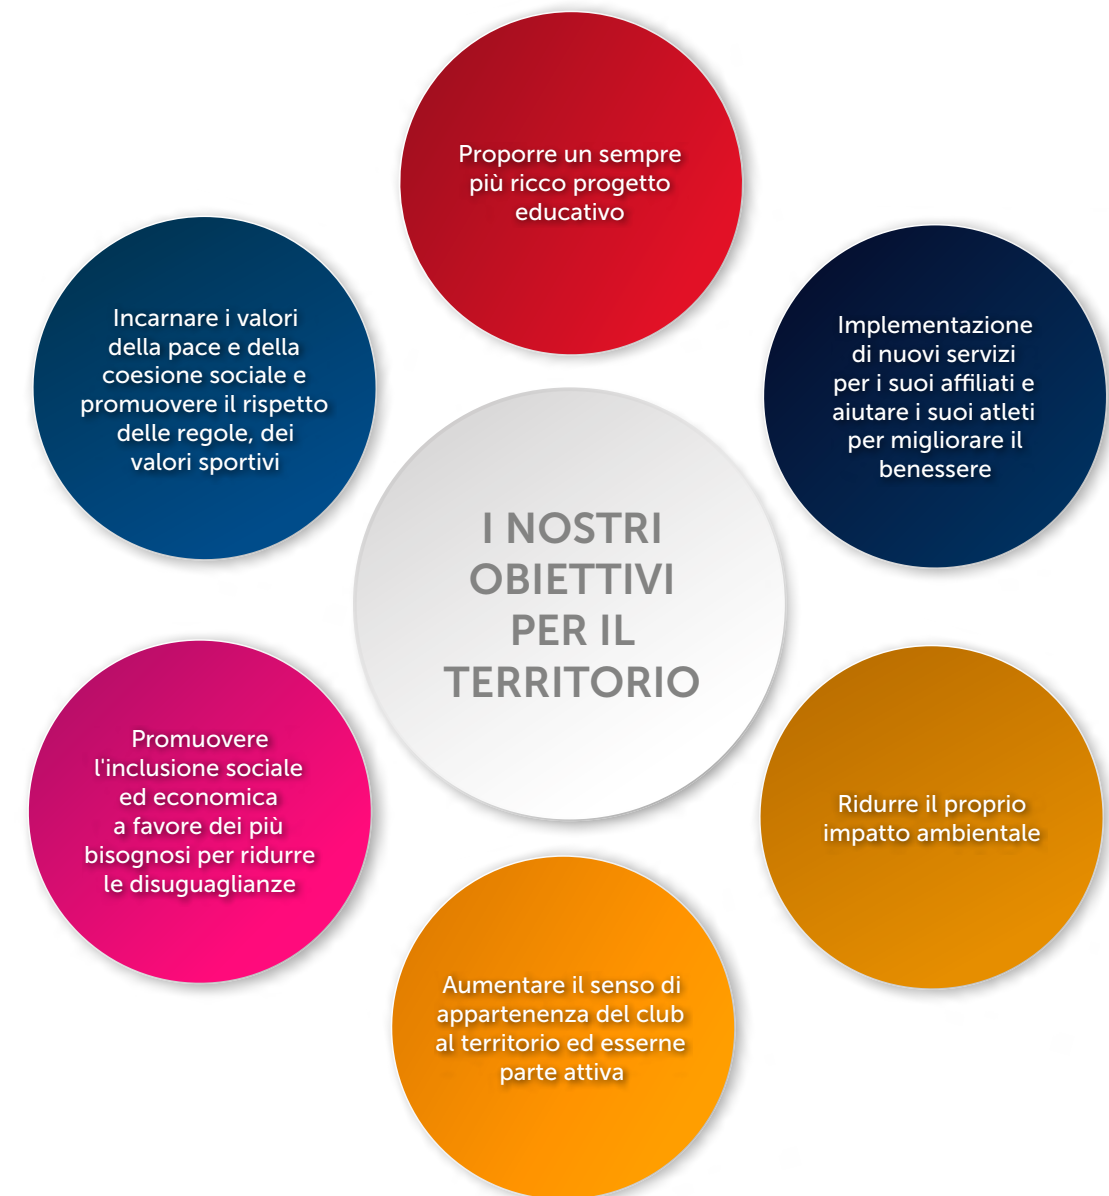 Proporre un sempre
più ricco progetto
educativo
Incarnare i valori
della pace e della
coesione sociale e
promuovere il rispetto
delle regole, dei
valori sportivi
Implementazione
di nuovi servizi
per i suoi affiliati e
aiutare i suoi atleti
per migliorare il
benessere
I NOSTRI
OBIETTIVI
PER IL
TERRITORIO
Promuovere
l'inclusione sociale
ed economica
a favore dei più
bisognosi per ridurre
le disuguaglianze
Ridurre il proprio
impatto ambientale
Aumentare il senso di
appartenenza del club
al territorio ed esserne
parte attiva